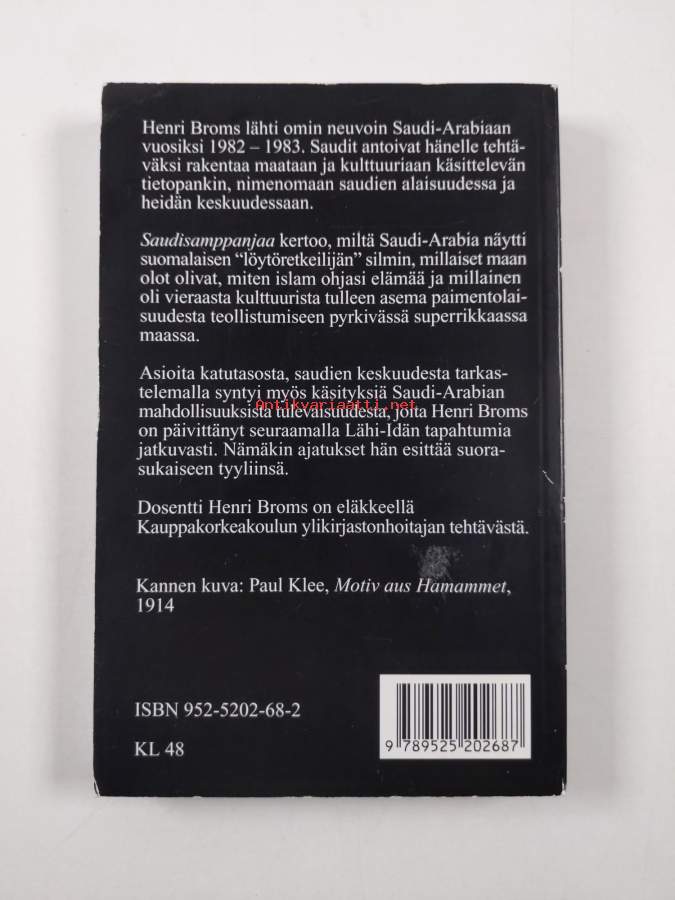 Henri Broms lähti omin neuvoin Saudi-Arabiaan
vuosiksi 1982 – 1983. Saudit antoivat hänelle tehtä-
väksi rakentaa maataan ja kulttuuriaan käsittelevän
tietopankin, nimenomaan saudien alaisuudessa ja
heidän keskuudessaan.
Saudisamppanjaa kertoo, miltä Saudi-Arabia näytti
suomalaisen “löytöretkeilijän” silmin, millaiset maan
olot olivat, miten islam ohjasi elämää ja millainen
oli vieraasta kulttuurista tulleen asema paimentolai-
suudesta teollistumiseen pyrkivässä superrikkaassa
maassa.
Asioita katutasosta, saudien keskuudesta tarkas-
telemalla syntyi myös käsityksiä Saudi-Arabian
mahdollisuuksista tulevaisuudesta, joita Henri Broms
Antikvariaatti.net
on päivittänyt seuraamalla Lähi-Idän tapahtumia
jatkuvasti. Nämäkin ajatukset hän esittää suora-
sukaiseen tyyliinsä.
Dosentti Henri Broms on eläkkeellä
Kauppakorkeakoulun ylikirjastonhoitajan tehtävästä.
Kannen kuva: Paul Klee, Motiv aus Hamammet,
1914
ISBN 952-5202-68-2
KL 48
9 789525 202687